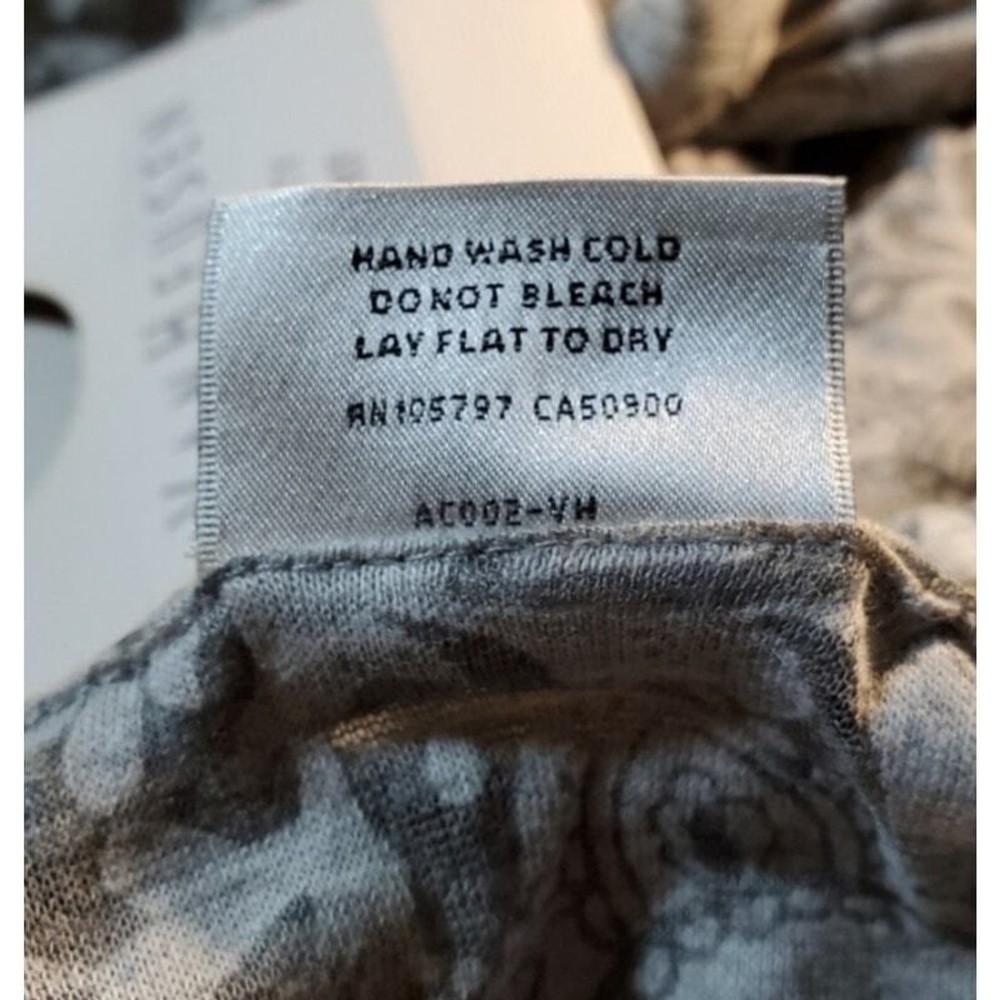 HAND WASH COLD
DO NOT BLEACH
LAY FLAT TO DRY
RN105797 CA50900
AC002-VH